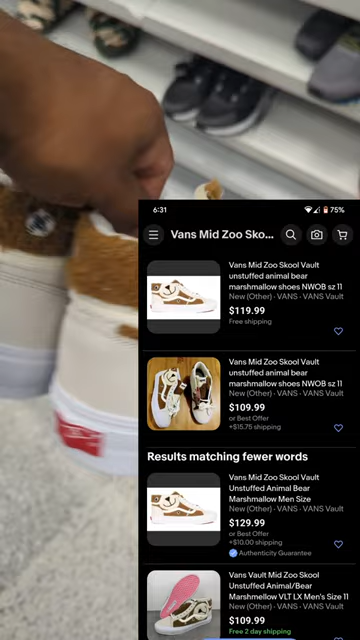 6:31
75%
Vans Mid Zoo Sko...
Vans Mid Zoo Skool Vault
unstuffed animal bear
marshmallow shoes NWOB sz 11
New (Other) · VANS · VANS Vault
$119.99
Free shipping
Vans Mid Zoo Skool Vault
unstuffed animal bear
marshmallow shoes NWOB sz 11
New (Other) · VANS · VANS Vault
$109.99
or Best Offer
+$15.75 shipping
Results matching fewer words
Vans Mid Zoo Skool Vault
Unstuffed Animal Bear
Marshmallow Men Size
New (Other) · VANS · VANS Vault
$129.99
or Best Offer
+$10.00 shipping
Authenticity Guarantee
Vans Vault Mid Zoo Skool
Unstuffed Animal/Bear
Marshmallow VLT LX Men's Size 11
New (Other) · VANS · VANS Vault
$109.99
Free 2 day shipping